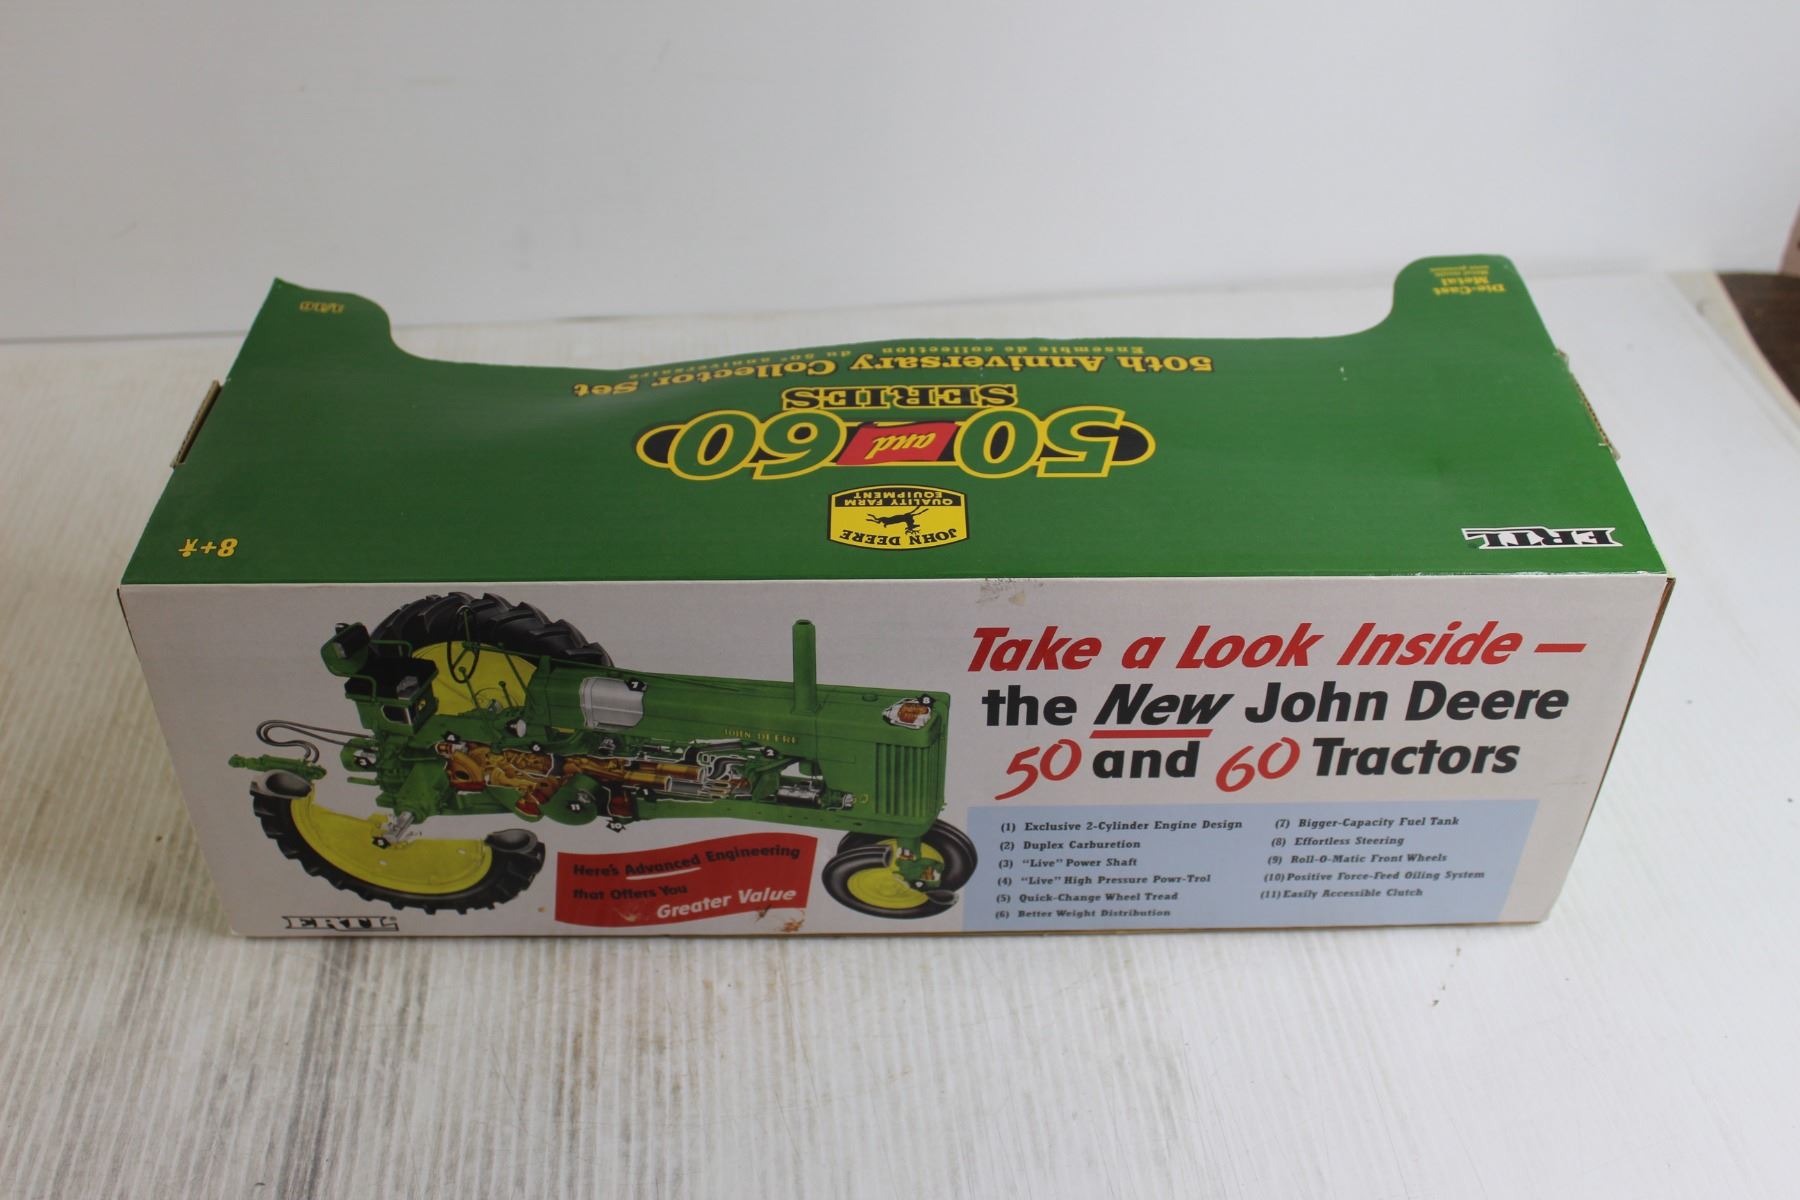 Die-Cast
Metal
1/16
50th Anniversary Collector Set
Ensemble de collection du 50e anniversaire
50 and 60
SERIES
JOHN DEERE
QUALITY FARM
EQUIPMENT
ERTL
8+
Take a Look Inside —
the New John Deere
50 and 60 Tractors
(1) Exclusive 2-Cylinder Engine Design
(2) Duplex Carburetion
(3) "Live" Power Shaft
(4) "Live" High Pressure Powr-Trol
(5) Quick-Change Wheel Tread
(6) Better Weight Distribution
(7) Bigger-Capacity Fuel Tank
(8) Effortless Steering
(9) Roll-O-Matic Front Wheels
(10) Positive Force-Feed Oiling System
(11) Easily Accessible Clutch
JOHN DEERE
Here's Advanced Engineering
that Offers You
Greater Value
ERTL